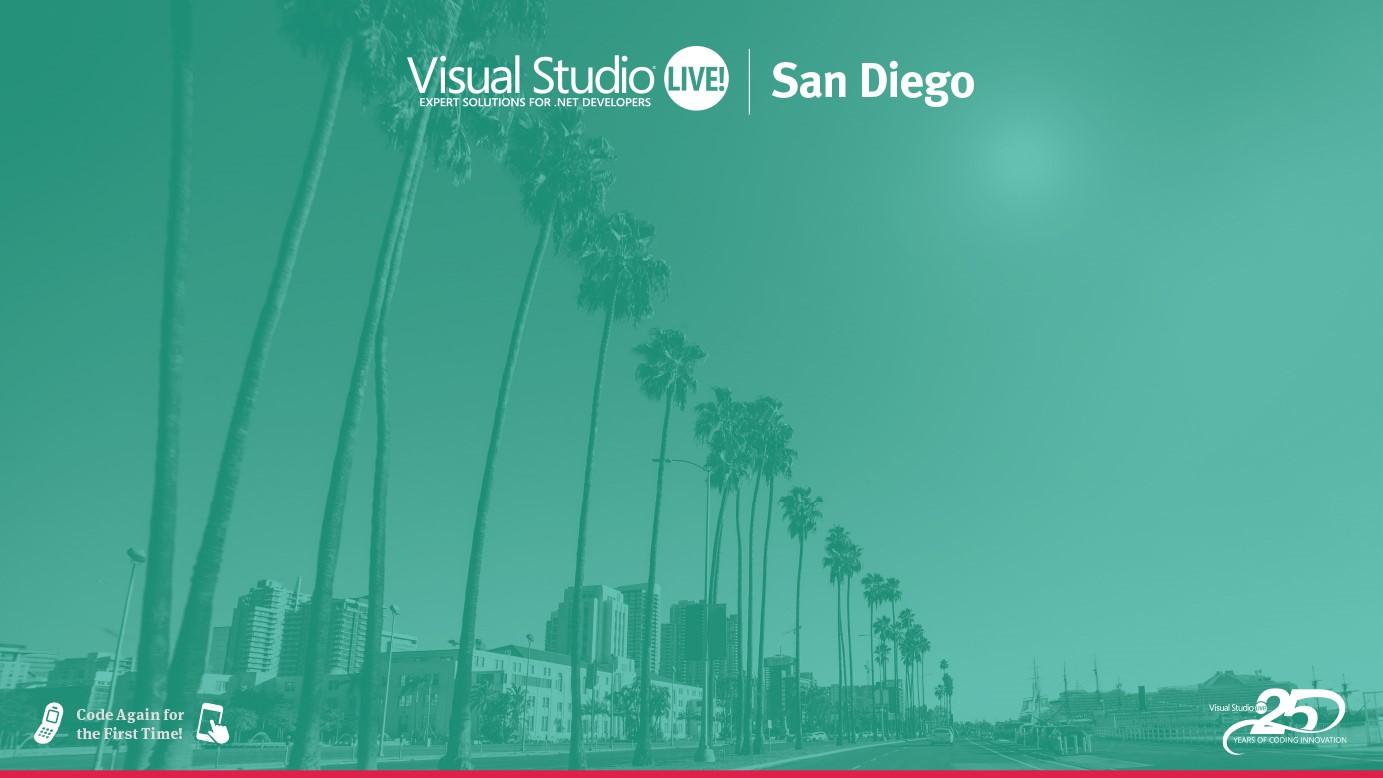 Visual Studio LIVE! San Diego
EXPERT SOLUTIONS FOR .NET DEVELOPERS
Code Again for
the First Time!
Visual Studio LIVE!
25
YEARS OF CODING INNOVATION